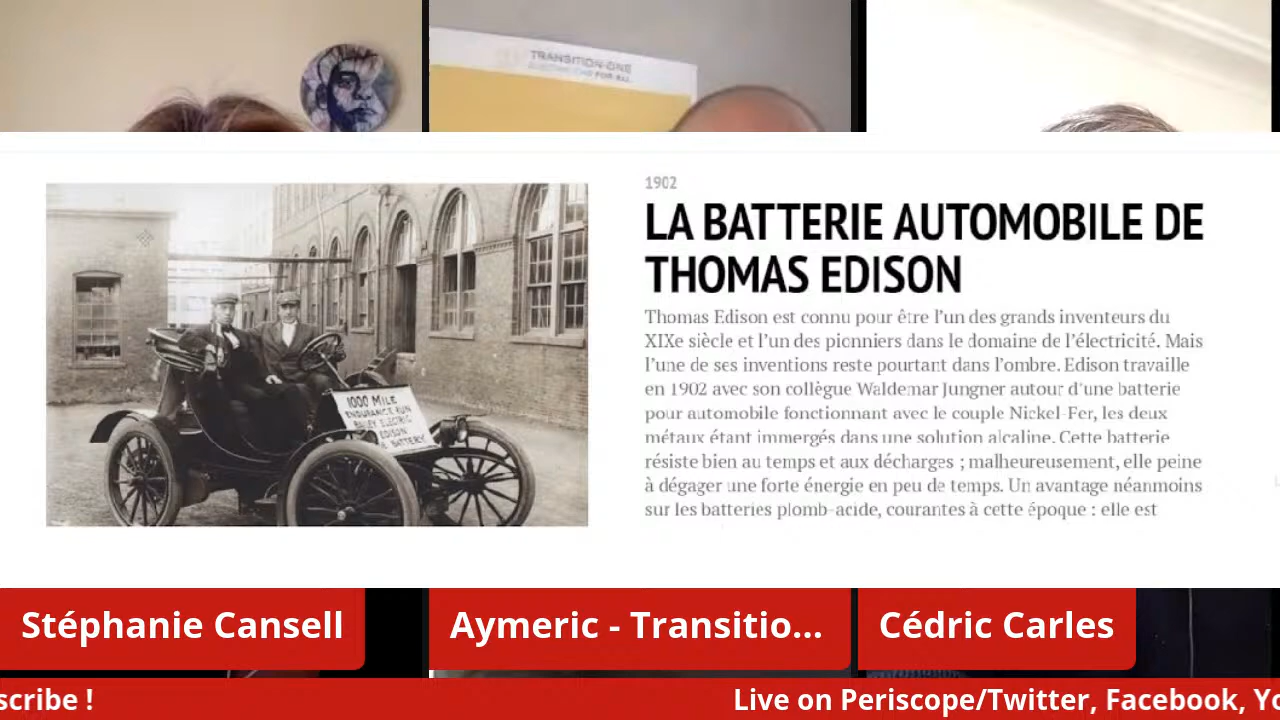 TRANSITION-ONE
1902
LA BATTERIE AUTOMOBILE DE
THOMAS EDISON
Thomas Edison est connu pour être l'un des grands inventeurs du
XIXe siècle et l'un des pionniers dans le domaine de l'électricité. Mais
l'une de ses inventions reste pourtant dans l'ombre. Edison travaille
en 1902 avec son collègue Waldemar Jungner autour d'une batterie
pour automobile fonctionnant avec le couple Nickel-Fer, les deux
métaux étant immergés dans une solution alcaline. Cette batterie
résiste bien au temps et aux décharges ; malheureusement, elle peine
à dégager une forte énergie en peu de temps. Un avantage néanmoins
sur les batteries plomb-acide, courantes à cette époque : elle est
1000 MILE
ENDURANCE RUN
BAILEY ELECTRIC
EDISON
BATTERY
Stéphanie Cansell
Aymeric - Transitio...
Cédric Carles
scribe !
Live on Periscope/Twitter, Facebook, Yo